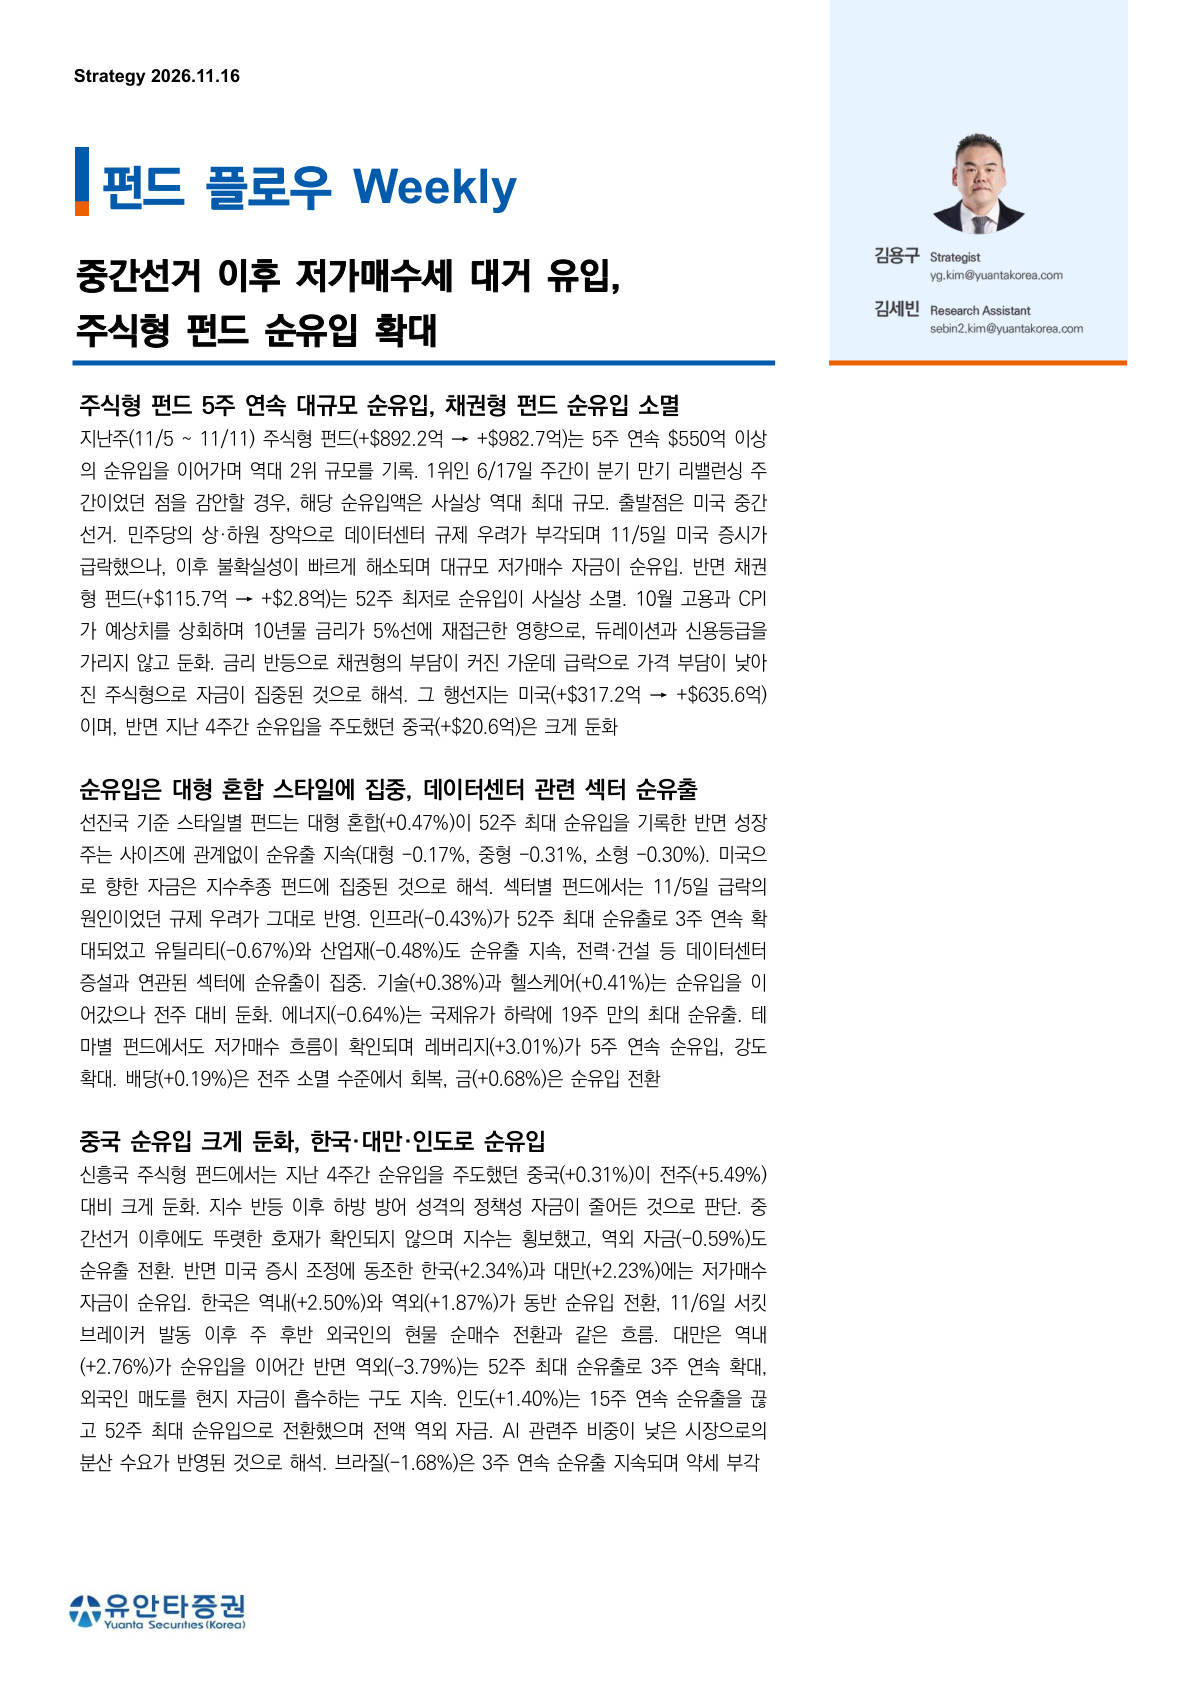 Strategy 2026.11.16
펀드 플로우 Weekly
중간선거 이후 저가매수세 대거 유입,
주식형 펀드 순유입 확대
김용구 Strategist
yg.kim@yuantakorea.com
김세빈 Research Assistant
sebin2.kim@yuantakorea.com
주식형 펀드 5주 연속 대규모 순유입, 채권형 펀드 순유입 소멸
지난주(11/5 ~ 11/11) 주식형 펀드(+$892.2억 → +$982.7억)는 5주 연속 $550억 이상
의 순유입을 이어가며 역대 2위 규모를 기록. 1위인 6/17일 주간이 분기 만기 리밸런싱 주
간이었던 점을 감안할 경우, 해당 순유입액은 사실상 역대 최대 규모. 출발점은 미국 중간
선거. 민주당의 상·하원 장악으로 데이터센터 규제 우려가 부각되며 11/5일 미국 증시가
급락했으나, 이후 불확실성이 빠르게 해소되며 대규모 저가매수 자금이 순유입. 반면 채권
형 펀드(+$115.7억 → +$2.8억)는 52주 최저로 순유입이 사실상 소멸. 10월 고용과 CPI
가 예상치를 상회하며 10년물 금리가 5%선에 재접근한 영향으로, 듀레이션과 신용등급을
가리지 않고 둔화. 금리 반등으로 채권형의 부담이 커진 가운데 급락으로 가격 부담이 낮아
진 주식형으로 자금이 집중된 것으로 해석. 그 행선지는 미국(+$317.2억 → +$635.6억)
이며, 반면 지난 4주간 순유입을 주도했던 중국(+$20.6억)은 크게 둔화
순유입은 대형 혼합 스타일에 집중, 데이터센터 관련 섹터 순유출
선진국 기준 스타일별 펀드는 대형 혼합(+0.47%)이 52주 최대 순유입을 기록한 반면 성장
주는 사이즈에 관계없이 순유출 지속(대형 -0.17%, 중형 -0.31%, 소형 -0.30%). 미국으
로 향한 자금은 지수추종 펀드에 집중된 것으로 해석. 섹터별 펀드에서는 11/5일 급락의
원인이었던 규제 우려가 그대로 반영. 인프라(-0.43%)가 52주 최대 순유출로 3주 연속 확
대되었고 유틸리티(-0.67%)와 산업재(-0.48%)도 순유출 지속, 전력·건설 등 데이터센터
증설과 연관된 섹터에 순유출이 집중. 기술(+0.38%)과 헬스케어(+0.41%)는 순유입을 이
어갔으나 전주 대비 둔화. 에너지(-0.64%)는 국제유가 하락에 19주 만의 최대 순유출. 테
마별 펀드에서도 저가매수 흐름이 확인되며 레버리지(+3.01%)가 5주 연속 순유입, 강도
확대. 배당(+0.19%)은 전주 소멸 수준에서 회복, 금(+0.68%)은 순유입 전환
중국 순유입 크게 둔화, 한국·대만·인도로 순유입
신흥국 주식형 펀드에서는 지난 4주간 순유입을 주도했던 중국(+0.31%)이 전주(+5.49%)
대비 크게 둔화. 지수 반등 이후 하방 방어 성격의 정책성 자금이 줄어든 것으로 판단. 중
간선거 이후에도 뚜렷한 호재가 확인되지 않으며 지수는 횡보했고, 역외 자금(-0.59%)도
순유출 전환. 반면 미국 증시 조정에 동조한 한국(+2.34%)과 대만(+2.23%)에는 저가매수
자금이 순유입. 한국은 역내(+2.50%)와 역외(+1.87%)가 동반 순유입 전환, 11/6일 서킷
브레이커 발동 이후 주 후반 외국인의 현물 순매수 전환과 같은 흐름. 대만은 역내
(+2.76%)가 순유입을 이어간 반면 역외(-3.79%)는 52주 최대 순유출로 3주 연속 확대,
외국인 매도를 현지 자금이 흡수하는 구도 지속. 인도(+1.40%)는 15주 연속 순유출을 끊
고 52주 최대 순유입으로 전환했으며 전액 역외 자금. AI 관련주 비중이 낮은 시장으로의
분산 수요가 반영된 것으로 해석. 브라질(-1.68%)은 3주 연속 순유출 지속되며 약세 부각
유안타증권
Yuanta Securities (Korea)